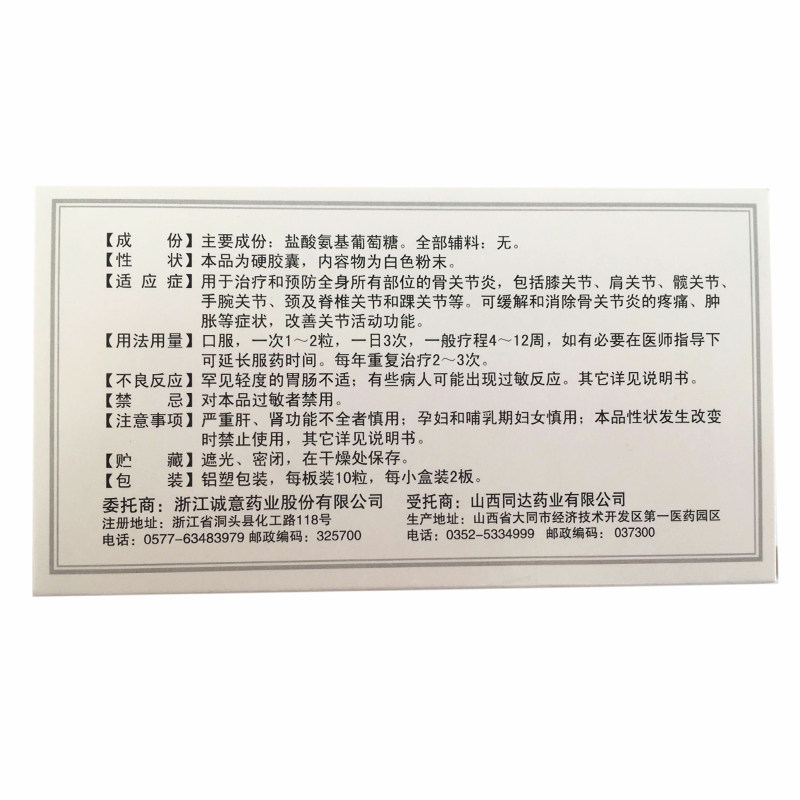 【成 份】主要成份：盐酸氨基葡萄糖。全部辅料：无。
【性 状】本品为硬胶囊，内容物为白色粉末。
【适 应 症】用于治疗和预防全身所有部位的骨关节炎，包括膝关节、肩关节、髋关节、
手腕关节、颈及脊椎关节和踝关节等。可缓解和消除骨关节炎的疼痛、肿
胀等症状，改善关节活动功能。
【用法用量】口服，一次1～2粒，一日3次，一般疗程4～12周，如有必要在医师指导下
可延长服药时间。每年重复治疗2～3次。
【不良反应】罕见轻度的胃肠不适；有些病人可能出现过敏反应。其它详见说明书。
【禁 忌】对本品过敏者禁用。
【注意事项】严重肝、肾功能不全者慎用；孕妇和哺乳期妇女慎用；本品性状发生改变
时禁止使用，其它详见说明书。
【贮 藏】遮光、密闭，在干燥处保存。
【包 装】铝塑包装，每板装10粒，每小盒装2板。
委托商：浙江诚意药业股份有限公司 受托商：山西同达药业有限公司
注册地址：浙江省洞头县化工路118号 生产地址：山西省大同市经济技术开发区第一医药园区
电话：0577-63483979 邮政编码：325700 电话：0352-5334999 邮政编码：037300